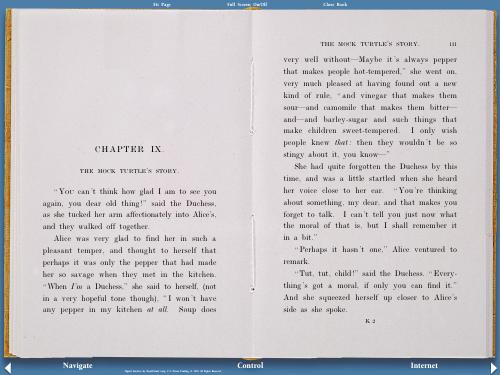 Full Screen On/Off
Close Book
CHAPTER IX.
THE MOCK TURTLE'S STORY.
"You can't think how glad I am to see you
again, you dear old thing!" said the Duchess,
as she tucked her arm affectionately into Alice's,
and they walked off together.
Alice was very glad to find her in such a
pleasant temper, and thought to herself that
perhaps it was only the pepper that had made
her so savage when they met in the kitchen.
"When I'm a Duchess," she said to herself, (not
in a very hopeful tone though), "I won't have
any pepper in my kitchen at all. Soup does
THE MOCK TURTLE'S STORY. 131
very well without—Maybe it's always pepper
that makes people hot-tempered," she went on,
very much pleased at having found out a new
kind of rule, "and vinegar that makes them
sour—and camomile that makes them bitter—
and—and barley-sugar and such things that
make children sweet-tempered. I only wish
people knew that: then they wouldn't be so
stingy about it, you know—"
She had quite forgotten the Duchess by this
time, and was a little startled when she heard
her voice close to her ear. "You're thinking
about something, my dear, and that makes you
forget to talk. I can't tell you just now what
the moral of that is, but I shall remember it
in a bit."
"Perhaps it hasn't one," Alice ventured to
remark.
"Tut, tut, child!" said the Duchess. "Every-
thing's got a moral, if only you can find it."
And she squeezed herself up closer to Alice's
side as she spoke.
K 2
Navigate
Control
Internet